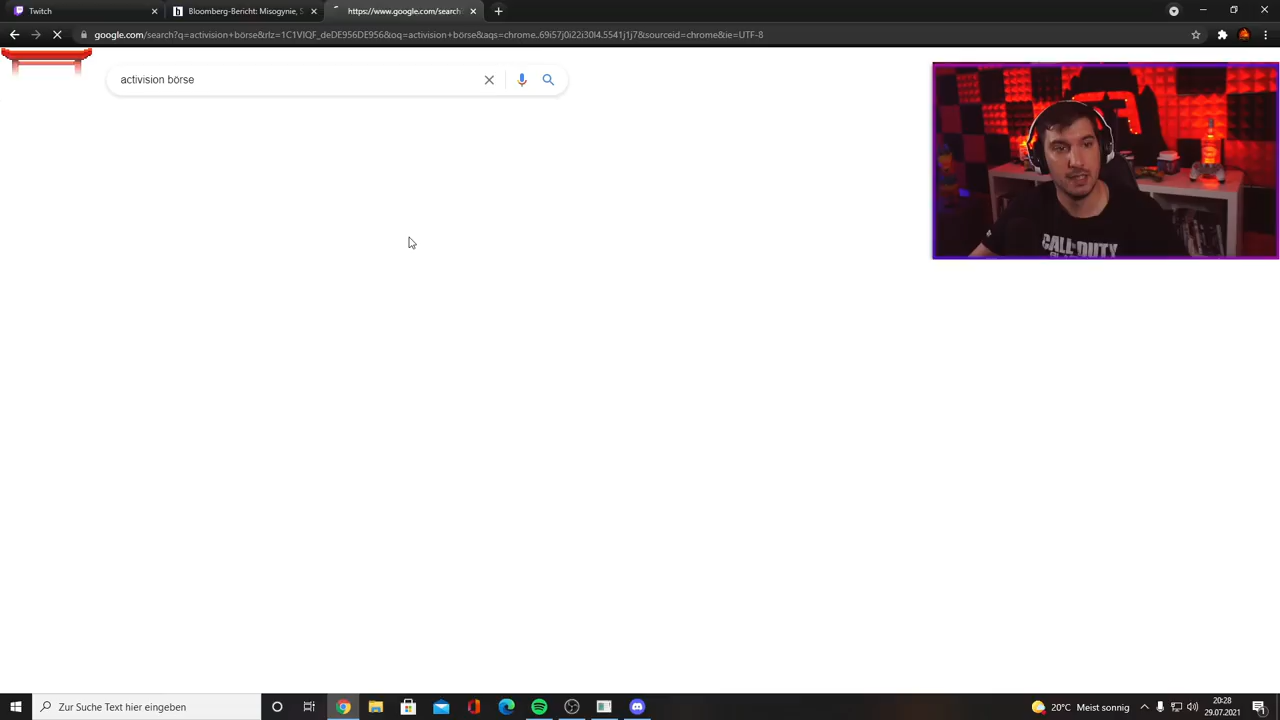 Twitch
Bloomberg-Bericht: Misogynie, S
https://www.google.com/search
google.com/search?q=activision+börse&rlz=1C1VIQF_deDE956DE956&oq=activision+börse&aqs=chrome..69i57j0i22i30l4.5541j1j7&sourceid=chrome&ie=UTF-8
activision börse
CALL DUTY
Zur Suche Text hier eingeben
20°C Meist sonnig
20:28
29.07.2021
1